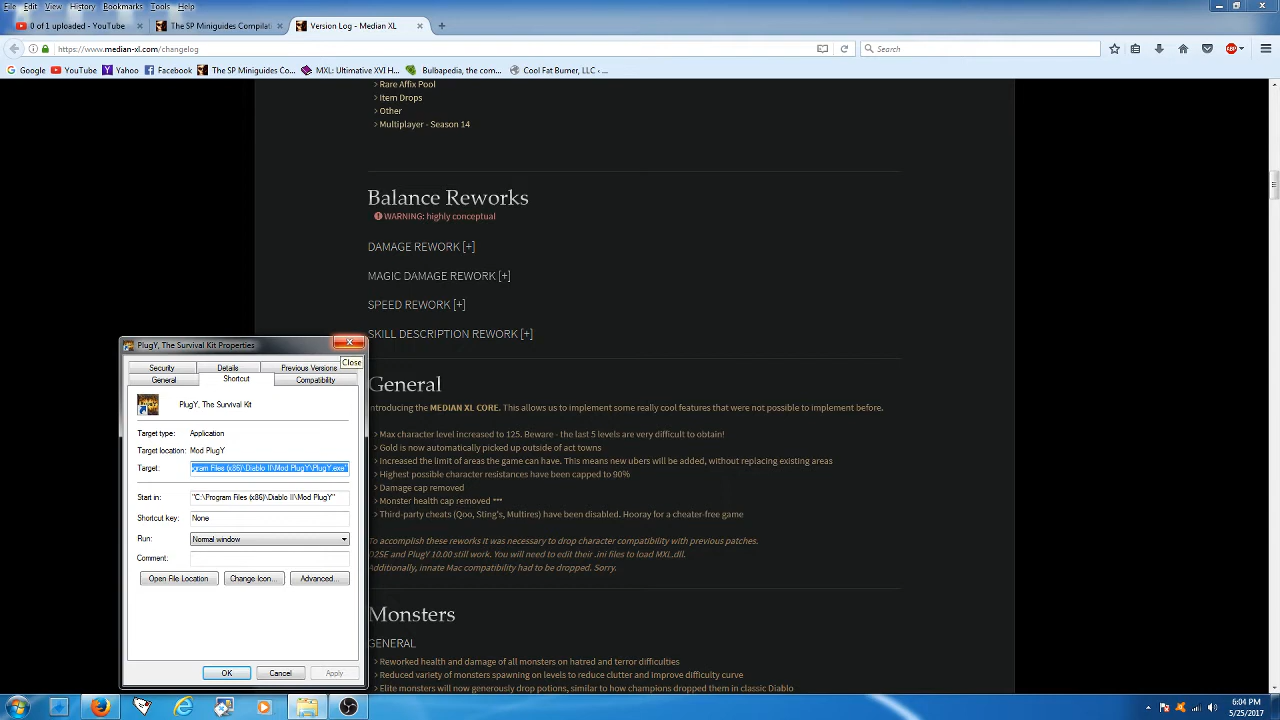 File Edit View History Bookmarks Tools Help
0 of 1 uploaded - YouTube
The SP Miniguides Compilati
Version Log - Median XL
https://www.median-xl.com/changelog
Search
ABP
Google YouTube Yahoo Facebook The SP Miniguides Co... MXL: Ultimative XVI H... Bulbapedia, the com... Cool Fat Burner, LLC , ...
Rare Affix Pool
Item Drops
Other
Multiplayer - Season 14
Balance Reworks
WARNING: highly conceptual
DAMAGE REWORK [+]
MAGIC DAMAGE REWORK [+]
SPEED REWORK [+]
SKILL DESCRIPTION REWORK [+]
General
ntroducing the MEDIAN XL CORE. This allows us to implement some really cool features that were not possible to implement before.
Max character level increased to 125. Beware - the last 5 levels are very difficult to obtain!
Gold is now automatically picked up outside of act towns
Increased the limit of areas the game can have. This means new ubers will be added, without replacing existing areas
Highest possible character resistances have been capped to 90%
Damage cap removed
Monster health cap removed ***
Third-party cheats (Qoo, Sting's, Multires) have been disabled. Hooray for a cheater-free game
To accomplish these reworks it was necessary to drop character compatibility with previous patches.
D2SE and PlugY 10.00 still work. You will need to edit their .ini files to load MXL.dll.
Additionally, innate Mac compatibility had to be dropped. Sorry.
Monsters
GENERAL
Reworked health and damage of all monsters on hatred and terror difficulties
Reduced variety of monsters spawning on levels to reduce clutter and improve difficulty curve
Elite monsters will now generously drop potions, similar to how champions dropped them in classic Diablo
PlugY, The Survival Kit Properties
Close
Security Details Previous Versions
General Shortcut Compatibility
PlugY, The Survival Kit
Target type: Application
Target location: Mod PlugY
Target: gram Files (x86)\Diablo II\Mod PlugY\PlugY.exe"
Start in: "C:\Program Files (x86)\Diablo II\Mod PlugY\"
Shortcut key: None
Run: Normal window
Comment:
Open File Location Change Icon... Advanced...
OK Cancel Apply
6:04 PM
5/25/2017